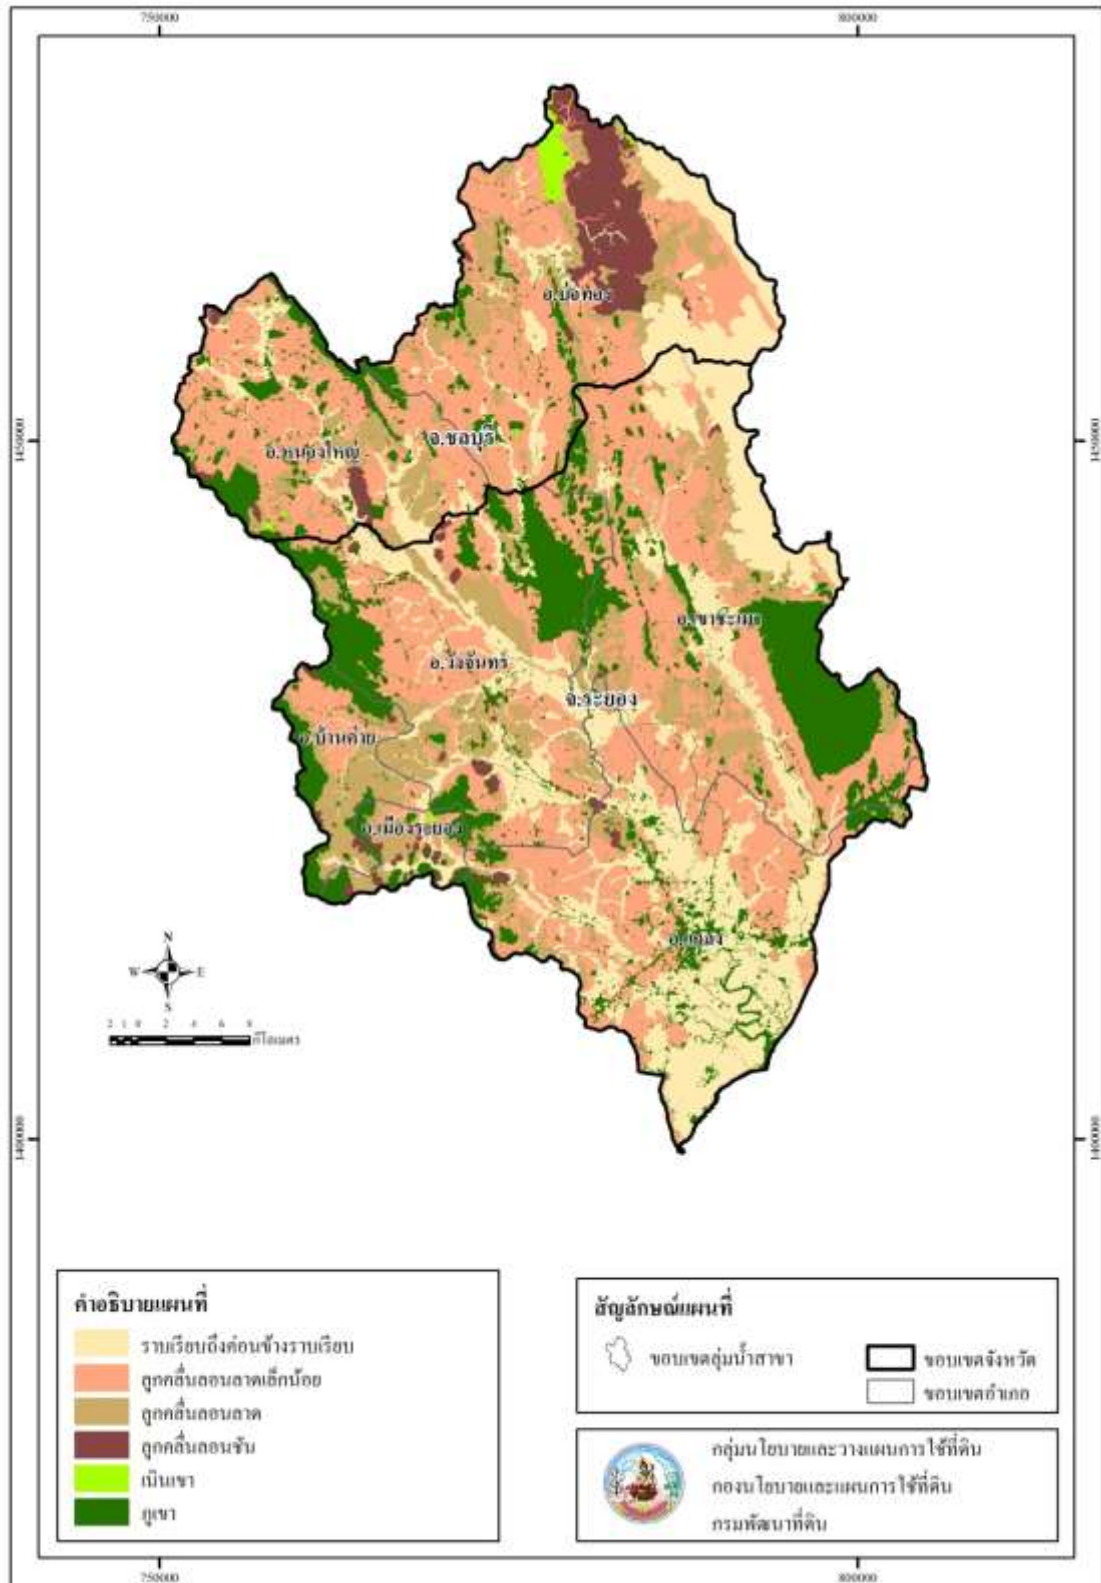 750000
800000
อ.บ่อทอง
1450000
อ.หนองใหญ่
จ.ชลบุรี
1450000
อ.เขาชะเมา
อ.วังจันทร์
จ.ระยอง
อ.บ้านค่าย
อ.เมืองระยอง
อ.แกลง
N
W
E
S
2 1 0 2 4 6 8
กิโลเมตร
1400000
1400000
คำอธิบายแผนที่
ราบเรียบถึงค่อนข้างราบเรียบ
ลูกคลื่นลอนลาดเล็กน้อย
ลูกคลื่นลอนลาด
ลูกคลื่นลอนชัน
เนินเขา
ภูเขา
สัญลักษณ์แผนที่
ขอบเขตลุ่มน้ำสาขา
ขอบเขตจังหวัด
ขอบเขตอำเภอ
กลุ่มนโยบายและวางแผนการใช้ที่ดิน
กองนโยบายและแผนการใช้ที่ดิน
กรมพัฒนาที่ดิน
750000
800000